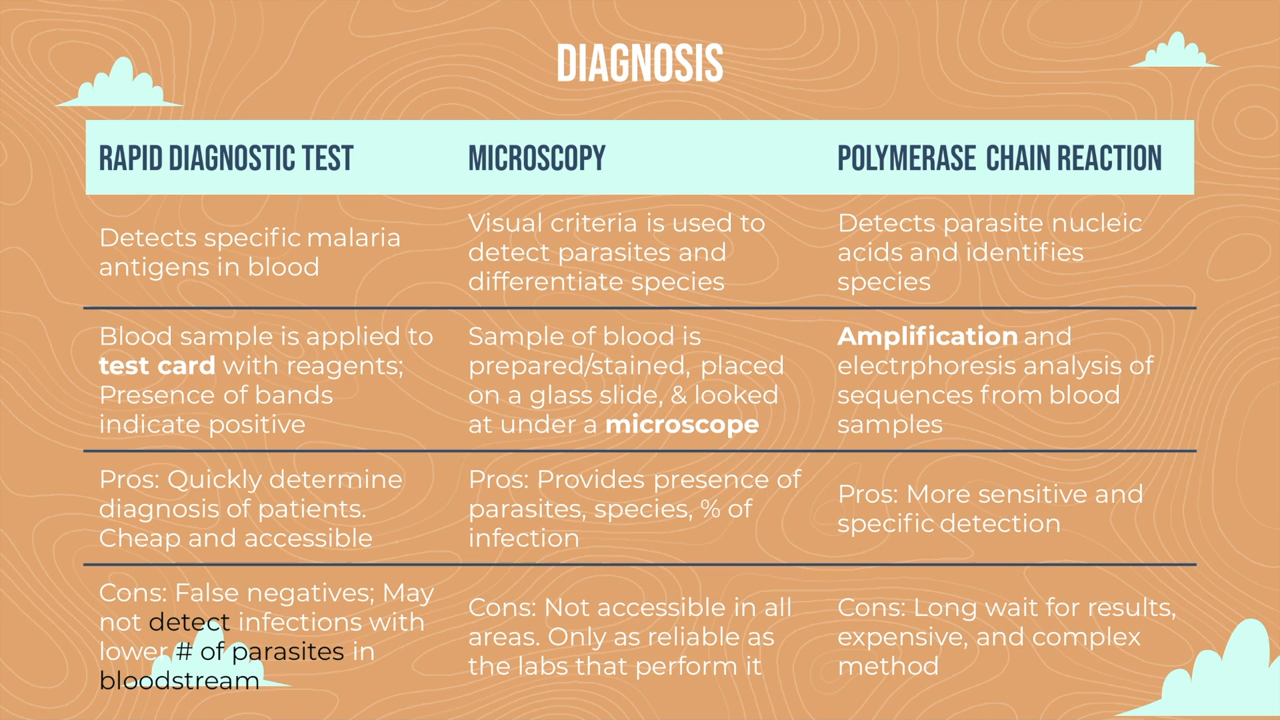 DIAGNOSIS
RAPID DIAGNOSTIC TEST
MICROSCOPY
POLYMERASE CHAIN REACTION
Detects specific malaria
antigens in blood
Visual criteria is used to
detect parasites and
differentiate species
Detects parasite nucleic
acids and identifies
species
Blood sample is applied to
test card with reagents;
Presence of bands
indicate positive
Sample of blood is
prepared/stained, placed
on a glass slide, & looked
at under a microscope
Amplification and
electrphoresis analysis of
sequences from blood
samples
Pros: Quickly determine
diagnosis of patients.
Cheap and accessible
Pros: Provides presence of
parasites, species, % of
infection
Pros: More sensitive and
specific detection
Cons: False negatives; May
not detect infections with
lower # of parasites in
bloodstream
Cons: Not accessible in all
areas. Only as reliable as
the labs that perform it
Cons: Long wait for results,
expensive, and complex
method